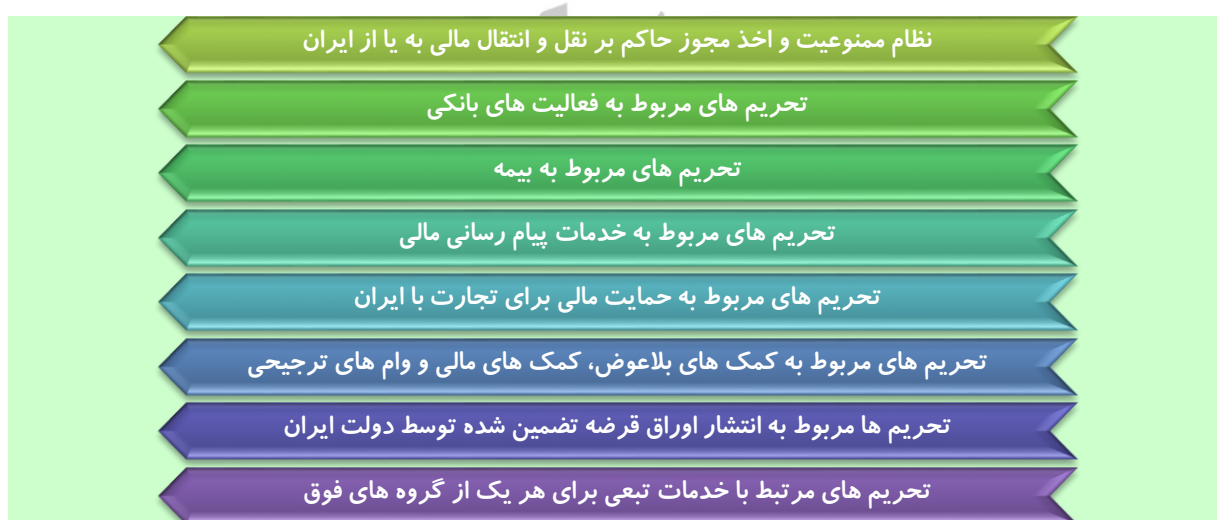 نظام ممنوعیت و اخذ مجوز حاکم بر نقل و انتقال مالی به یا از ایران
تحریم های مربوط به فعالیت های بانکی
تحریم های مربوط به بیمه
تحریم های مربوط به خدمات پیام رسانی مالی
تحریم های مربوط به حمایت مالی برای تجارت با ایران
تحریم های مربوط به کمک های بلاعوض، کمک های مالی و وام های ترجیحی
تحریم ها مربوط به انتشار اوراق قرضه تضمین شده توسط دولت ایران
تحریم های مرتبط با خدمات تبعی برای هر یک از گروه های فوق